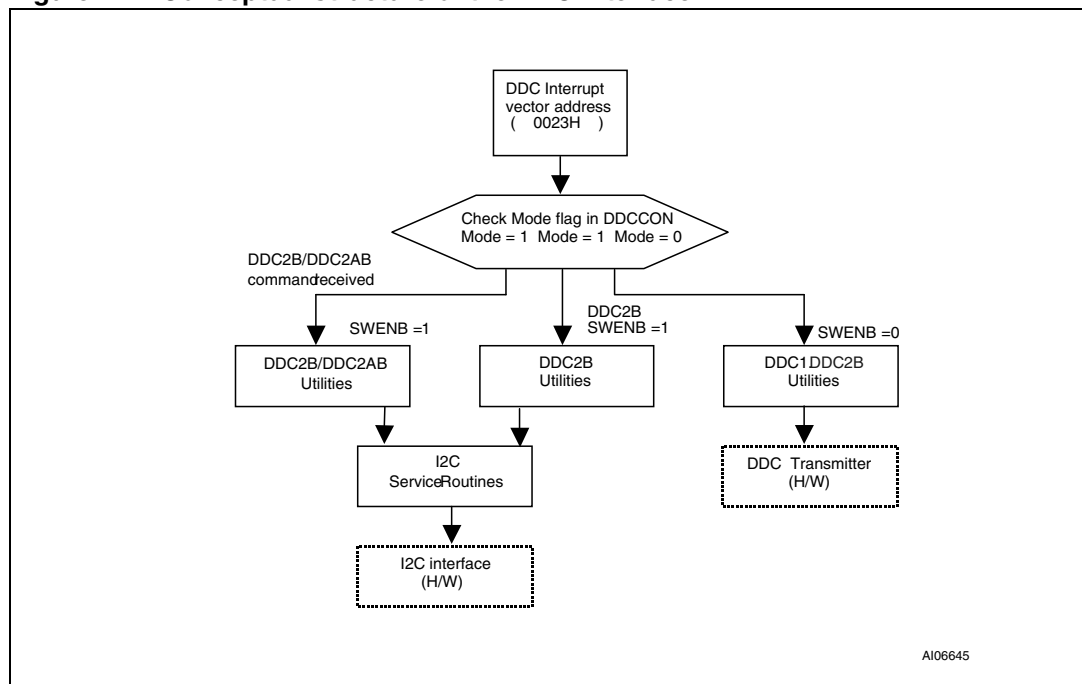 DDC Interrupt
vector address
( 0023H )
Check Mode flag in DDCCON
Mode = 1 Mode = 1 Mode = 0
DDC2B/DDC2AB
commandreceived
SWENB =1
DDC2B
SWENB =1
SWENB =0
DDC2B/DDC2AB
Utilities
DDC2B
Utilities
DDC1DDC2B
Utilities
I2C
ServiceRoutines
DDC Transmitter
(H/W)
I2C interface
(H/W)
AI06645